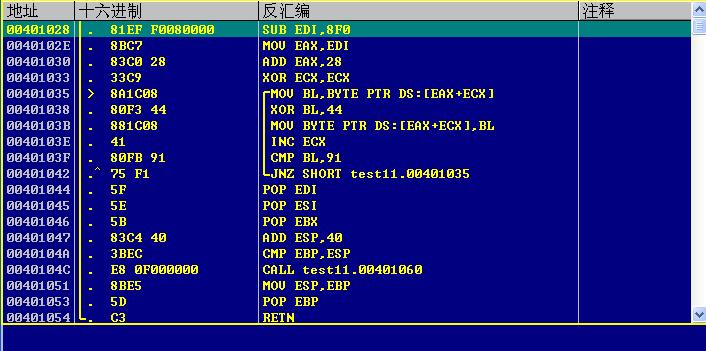 地址 十六进制 反汇编 注释
00401028 . 81EF F0080000 SUB EDI,8F0
0040102E . 8BC7 MOV EAX,EDI
00401030 . 83C0 28 ADD EAX,28
00401033 . 33C9 XOR ECX,ECX
00401035 > 8A1C08 MOV BL,BYTE PTR DS:[EAX+ECX]
00401038 . 80F3 44 XOR BL,44
0040103B . 881C08 MOV BYTE PTR DS:[EAX+ECX],BL
0040103E . 41 INC ECX
0040103F . 80FB 91 CMP BL,91
00401042 .^ 75 F1 JNZ SHORT test11.00401035
00401044 . 5F POP EDI
00401045 . 5E POP ESI
00401046 . 5B POP EBX
00401047 . 83C4 40 ADD ESP,40
0040104A . 3BEC CMP EBP,ESP
0040104C . E8 0F000000 CALL test11.00401060
00401051 . 8BE5 MOV ESP,EBP
00401053 . 5D POP EBP
00401054 . C3 RETN